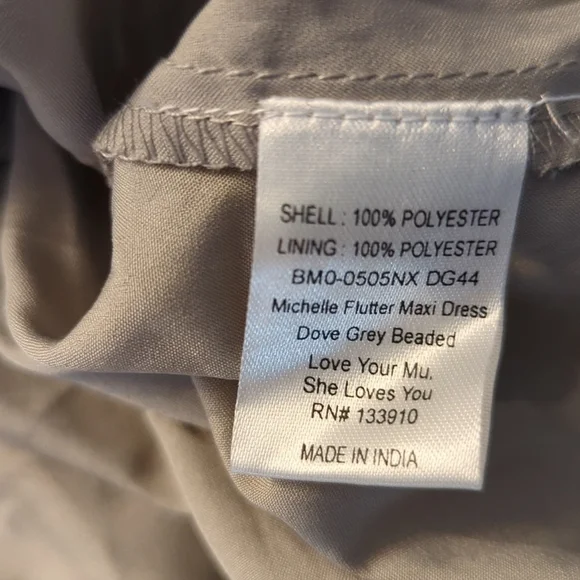 SHELL : 100% POLYESTER
LINING : 100% POLYESTER
BM0-0505NX DG44
Michelle Flutter Maxi Dress
Dove Grey Beaded
Love Your Mu,
She Loves You
RN# 133910
MADE IN INDIA